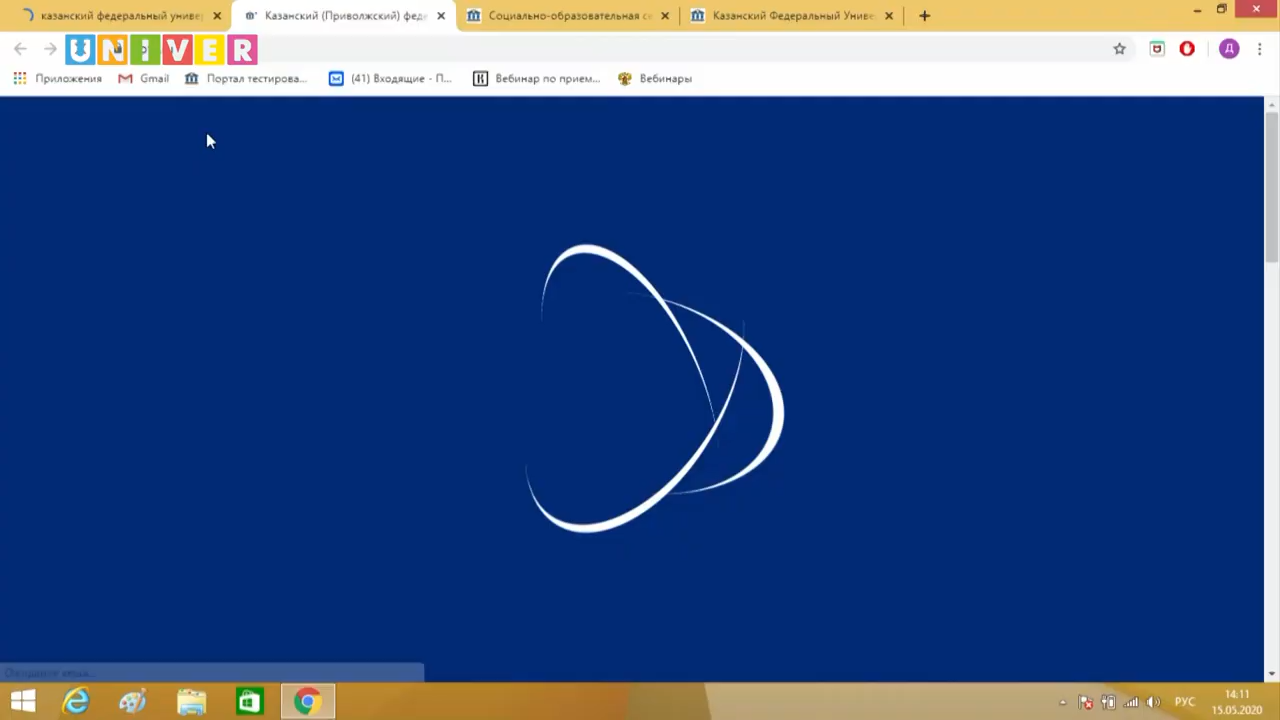 казанский федеральный универ
Казанский (Приволжский) феде
Социально-образовательная се
Казанский Федеральный Униве
UNIVER
Д
Приложения
Gmail
Портал тестирова...
(41) Входящие - П...
Вебинар по прием...
Вебинары
РУС
14:11
15.05.2020